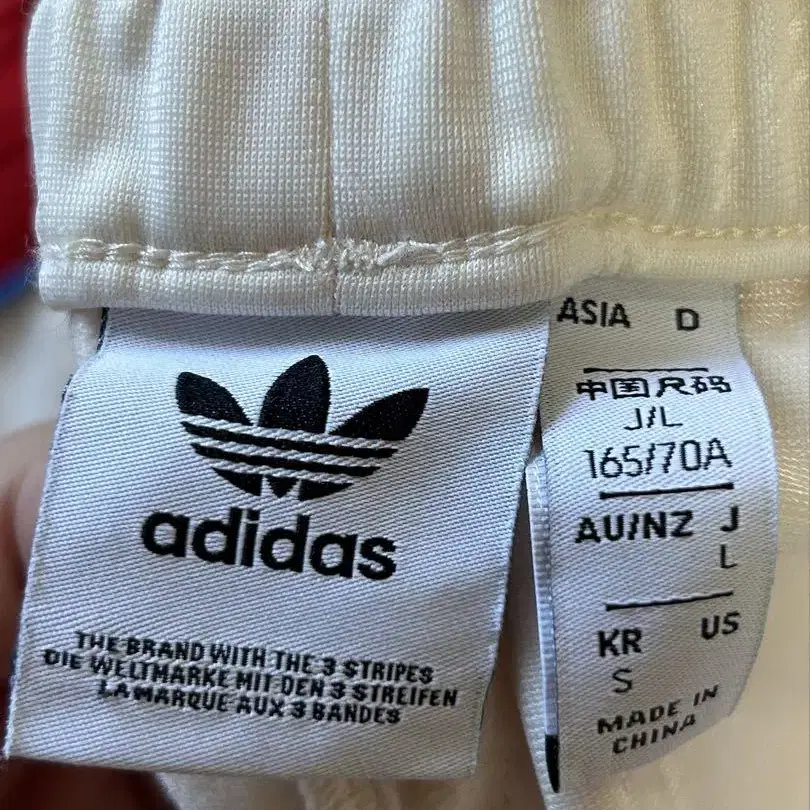 adidas
THE BRAND WITH THE 3 STRIPES
DIE WELTMARKE MIT DEN 3 STREIFEN
LA MARQUE AUX 3 BANDES
ASIA D
中国尺码
J/L
165/70A
AU/NZ J
L
KR US
S
MADE IN
CHINA